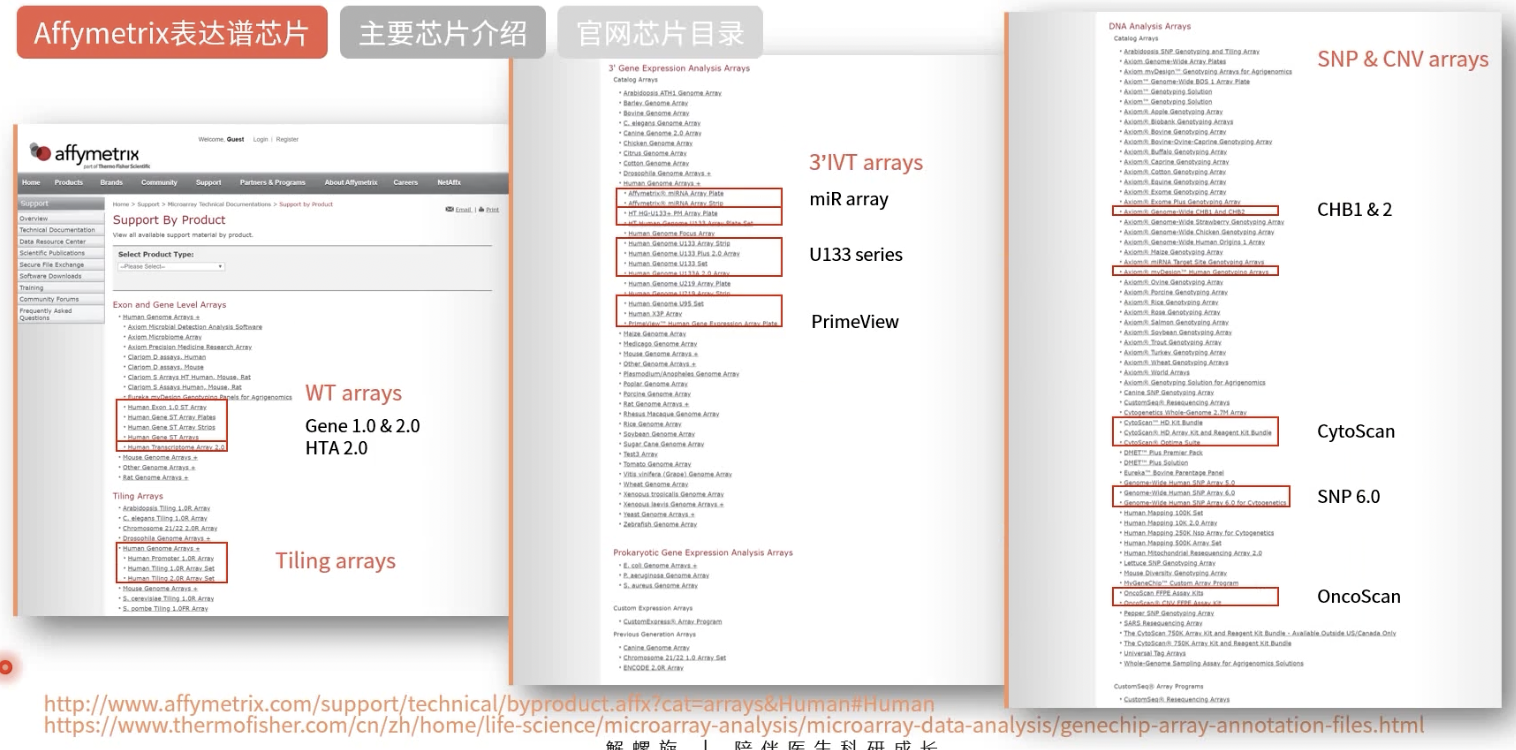 Affymetrix表达谱芯片
主要芯片介绍
官网芯片目录
Welcome, Guest Login | Register
affymetrix
part of Thermo Fisher Scientific
Home Products Brands Community Support Partners & Programs About Affymetrix Careers NetAffx
Support
Overview
Technical Documentation
Data Resource Center
Scientific Publications
Secure File Exchange
Software Downloads
Training
Community Forums
Frequently Asked
Questions
Home > Support > Microarray Technical Documentations > Support by Product
Email | Print
Support By Product
View all available support material by product.
Select Product Type:
--Please Select--
Exon and Gene Level Arrays
Human Genome Arrays +
Axiom Microbial Detection Analysis Software
Axiom Microbiome Array
Axiom Precision Medicine Research Array
Clariom D assays, Human
Clariom D assays, Mouse
Clariom S Arrays HT Human, Mouse, Rat
Clariom S Assays Human, Mouse, Rat
Eureka myDesign Genotyping Panels for Agrigenomics
Human Exon 1.0 ST Array
Human Gene ST Array Plates
Human Gene ST Array Strips
Human Gene ST Arrays
Human Transcriptome Array 2.0
Mouse Genome Arrays +
Other Genome Arrays +
Rat Genome Arrays +
WT arrays
Gene 1.0 & 2.0
HTA 2.0
Tiling Arrays
Arabidopsis Tiling 1.0R Array
C. elegans Tiling 1.0R Array
Chromosome 21/22 2.0R Array
Drosophila Genome Arrays +
Human Genome Arrays +
Human Promoter 1.0R Array
Human Tiling 1.0R Array Set
Human Tiling 2.0R Array Set
Mouse Genome Arrays +
S. cerevisiae Tiling 1.0R Array
S. pombe Tiling 1.0FR Array
Tiling arrays
3' Gene Expression Analysis Arrays
Catalog Arrays
Arabidopsis ATH1 Genome Array
Barley Genome Array
Bovine Genome Array
C. elegans Genome Array
Canine Genome 2.0 Array
Chicken Genome Array
Citrus Genome Array
Cotton Genome Array
Drosophila Genome Arrays +
Human Genome Arrays +
Affymetrix® miRNA Array Plate
Affymetrix® miRNA Array Strip
HT HG-U133+ PM Array Plate
HT Human Genome U133 Array Plate Set
Human Genome Focus Array
Human Genome U133 Array Strip
Human Genome U133 Plus 2.0 Array
Human Genome U133 Set
Human Genome U133A 2.0 Array
Human Genome U219 Array Plate
Human Genome U219 Array Strip
Human Genome U95 Set
Human X3P Array
PrimeView™ Human Gene Expression Array Plate
Maize Genome Array
Medicago Genome Array
Mouse Genome Arrays +
Other Genome Arrays +
Plasmodium/Anopheles Genome Array
Poplar Genome Array
Porcine Genome Array
Rat Genome Arrays +
Rhesus Macaque Genome Array
Rice Genome Array
Soybean Genome Array
Sugar Cane Genome Array
Test3 Array
Tomato Genome Array
Vitis vinifera (Grape) Genome Array
Wheat Genome Array
Xenopus tropicalis Genome Array
Xenopus laevis Genome Arrays +
Yeast Genome Arrays +
Zebrafish Genome Array
3'IVT arrays
miR array
U133 series
PrimeView
Prokaryotic Gene Expression Analysis Arrays
E. coli Genome Arrays +
P. aeruginosa Genome Array
S. aureus Genome Array
Custom Expression Arrays
CustomExpress® Array Program
Previous Generation Arrays
Canine Genome Array
Chromosome 21/22 1.0 Array Set
ENCODE 2.0R Array
DNA Analysis Arrays
Catalog Arrays
Arabidopsis SNP Genotyping and Tiling Array
Axiom Genome-Wide Array Plates
Axiom myDesign™ Genotyping Arrays for Agrigenomics
Axiom™ Genome-Wide BOS 1 Array Plate
Axiom™ Genotyping Solution
Axiom™ Genotyping Solution
Axiom® Apple Genotyping Array
Axiom® Biobank Genotyping Arrays
Axiom® Bovine Genotyping Array
Axiom® Bovine-Ovine-Caprine Genotyping Array
Axiom® Buffalo Genotyping Array
Axiom® Caprine Genotyping Array
Axiom® Cotton Genotyping Array
Axiom® Equine Genotyping Array
Axiom® Exome Genotyping Array
Axiom® Exome Plus Genotyping Array
Axiom® Genome-Wide CHB1 And CHB2
Axiom® Genome-Wide Strawberry Genotyping Array
Axiom® Genome-Wide Chicken Genotyping Array
Axiom® Genome-Wide Human Origins 1 Array
Axiom® Maize Genotyping Array
Axiom® miRNA Target Site Genotyping Arrays
Axiom® myDesign™ Human Genotyping Arrays
Axiom® Ovine Genotyping Array
Axiom® Porcine Genotyping Array
Axiom® Rice Genotyping Array
Axiom® Rose Genotyping Array
Axiom® Salmon Genotyping Array
Axiom® Soybean Genotyping Array
Axiom® Trout Genotyping Array
Axiom® Turkey Genotyping Array
Axiom® Wheat Genotyping Arrays
Axiom® World Arrays
Axiom® Genotyping Solution for Agrigenomics
Canine SNP Genotyping Array
CustomSeq® Resequencing Arrays
Cytogenetics Whole-Genome 2.7M Array
CytoScan™ HD Kit Bundle
CytoScan® HD Array Kit and Reagent Kit Bundle
CytoScan® Optima Suite
DMET™ Plus Premier Pack
DMET™ Plus Solution
Eureka™ Bovine Parentage Panel
Genome-Wide Human SNP Array 5.0
Genome-Wide Human SNP Array 6.0
Genome-Wide Human SNP Array 6.0 for Cytogenetics
Human Mapping 100K Set
Human Mapping 10K 2.0 Array
Human Mapping 250K Nsp Array for Cytogenetics
Human Mapping 500K Array Set
Human Mitochondrial Resequencing Array 2.0
Lettuce SNP Genotyping Array
Mouse Diversity Genotyping Array
MyGeneChip™ Custom Array Program
OncoScan FFPE Assay Kits
OncoScan® CNV FFPE Assay Kit
Pepper SNP Genotyping Array
SARS Resequencing Array
The CytoScan 750K Array Kit and Reagent Kit Bundle - Available Outside US/Canada Only
The CytoScan® 750K Array Kit and Reagent Kit Bundle
Universal Tag Arrays
Whole-Genome Sampling Assay for Agrigenomics Solutions
CustomSeq® Array Programs
CustomSeq® Resequencing Arrays
SNP & CNV arrays
CHB1 & 2
CytoScan
SNP 6.0
OncoScan
http://www.affymetrix.com/support/technical/byproduct.affx?cat=arrays&Human#Human
https://www.thermofisher.com/cn/zh/home/life-science/microarray-analysis/microarray-data-analysis/genechip-array-annotation-files.html
解螺旋 | 陪伴医生科研成长